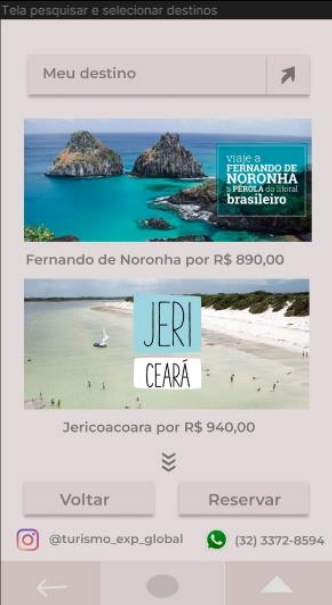 Tela pesquisar e selecionar destinos
Meu destino
viaje a
FERNANDO DE
NORONHA
a PÉROLA do litoral
brasileiro
Fernando de Noronha por R$ 890,00
JERI
CEARÁ
Jericoacoara por R$ 940,00
Voltar
Reservar
@turismo_exp_global
(32) 3372-8594